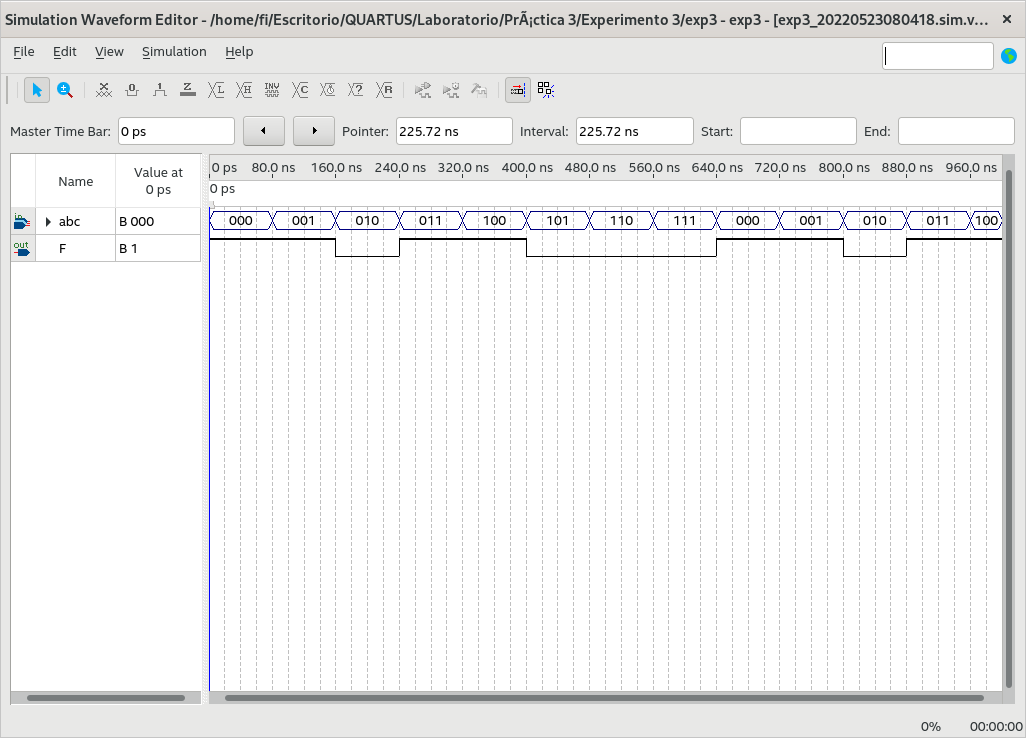 Simulation Waveform Editor - /home/fi/Escritorio/QUARTUS/Laboratorio/PrÃ¡ctica 3/Experimento 3/exp3 - exp3 - [exp3_20220523080418.sim.v...
File Edit View Simulation Help
Master Time Bar: 0 ps Pointer: 225.72 ns Interval: 225.72 ns Start: End:
Name Value at 0 ps
0 ps 80.0 ns 160.0 ns 240.0 ns 320.0 ns 400.0 ns 480.0 ns 560.0 ns 640.0 ns 720.0 ns 800.0 ns 880.0 ns 960.0 ns
0 ps
in abc B 000 000 001 010 011 100 101 110 111 000 001 010 011 100
out F B 1
0% 00:00:00